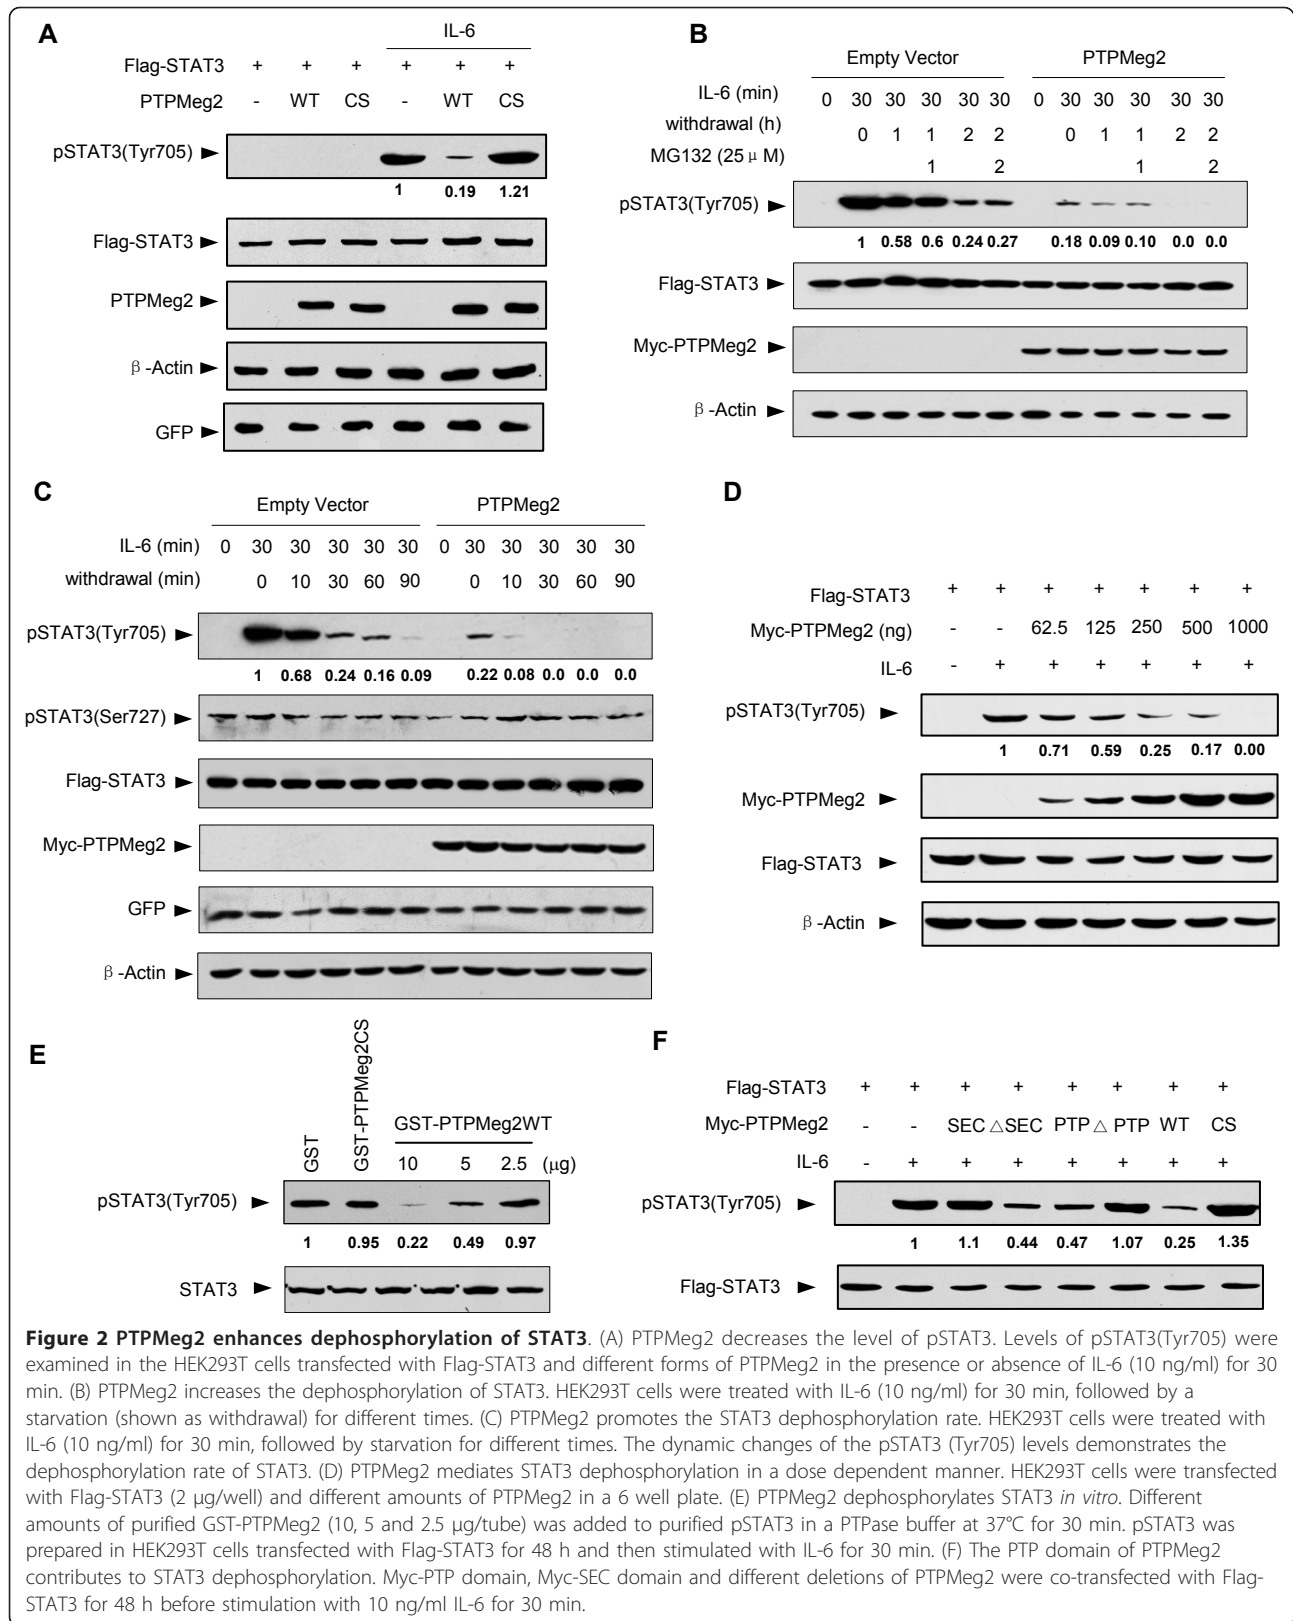 A
IL-6
Flag-STAT3 + + + + + +
PTPMeg2 - WT CS - WT CS
pSTAT3(Tyr705) ►
1 0.19 1.21
Flag-STAT3 ►
PTPMeg2 ►
β-Actin ►
GFP ►
B
Empty Vector PTPMeg2
IL-6 (min) 0 30 30 30 30 30 0 30 30 30 30 30
withdrawal (h) 0 1 1 2 2 0 1 1 2 2
MG132 (25 μM) 1 2 1 2
pSTAT3(Tyr705) ►
1 0.58 0.6 0.24 0.27 0.18 0.09 0.10 0.0 0.0
Flag-STAT3 ►
Myc-PTPMeg2 ►
β-Actin ►
C
Empty Vector PTPMeg2
IL-6 (min) 0 30 30 30 30 30 0 30 30 30 30 30
withdrawal (min) 0 10 30 60 90 0 10 30 60 90
pSTAT3(Tyr705) ►
1 0.68 0.24 0.16 0.09 0.22 0.08 0.0 0.0 0.0
pSTAT3(Ser727) ►
Flag-STAT3 ►
Myc-PTPMeg2 ►
GFP ►
β-Actin ►
D
Flag-STAT3 + + + + + + +
Myc-PTPMeg2 (ng) - - 62.5 125 250 500 1000
IL-6 - + + + + + +
pSTAT3(Tyr705) ►
1 0.71 0.59 0.25 0.17 0.00
Myc-PTPMeg2 ►
Flag-STAT3 ►
β-Actin ►
E
GST GST-PTPMeg2CS GST-PTPMeg2WT
10 5 2.5 (μg)
pSTAT3(Tyr705) ►
1 0.95 0.22 0.49 0.97
STAT3 ►
F
Flag-STAT3 + + + + + + + +
Myc-PTPMeg2 - - SEC △SEC PTP △ PTP WT CS
IL-6 - + + + + + + +
pSTAT3(Tyr705) ►
1 1.1 0.44 0.47 1.07 0.25 1.35
Flag-STAT3 ►
Figure 2 PTPMeg2 enhances dephosphorylation of STAT3. (A) PTPMeg2 decreases the level of pSTAT3. Levels of pSTAT3(Tyr705) were
examined in the HEK293T cells transfected with Flag-STAT3 and different forms of PTPMeg2 in the presence or absence of IL-6 (10 ng/ml) for 30
min. (B) PTPMeg2 increases the dephosphorylation of STAT3. HEK293T cells were treated with IL-6 (10 ng/ml) for 30 min, followed by a
starvation (shown as withdrawal) for different times. (C) PTPMeg2 promotes the STAT3 dephosphorylation rate. HEK293T cells were treated with
IL-6 (10 ng/ml) for 30 min, followed by starvation for different times. The dynamic changes of the pSTAT3 (Tyr705) levels demonstrates the
dephosphorylation rate of STAT3. (D) PTPMeg2 mediates STAT3 dephosphorylation in a dose dependent manner. HEK293T cells were transfected
with Flag-STAT3 (2 μg/well) and different amounts of PTPMeg2 in a 6 well plate. (E) PTPMeg2 dephosphorylates STAT3 in vitro. Different
amounts of purified GST-PTPMeg2 (10, 5 and 2.5 μg/tube) was added to purified pSTAT3 in a PTPase buffer at 37°C for 30 min. pSTAT3 was
prepared in HEK293T cells transfected with Flag-STAT3 for 48 h and then stimulated with IL-6 for 30 min. (F) The PTP domain of PTPMeg2
contributes to STAT3 dephosphorylation. Myc-PTP domain, Myc-SEC domain and different deletions of PTPMeg2 were co-transfected with Flag-
STAT3 for 48 h before stimulation with 10 ng/ml IL-6 for 30 min.